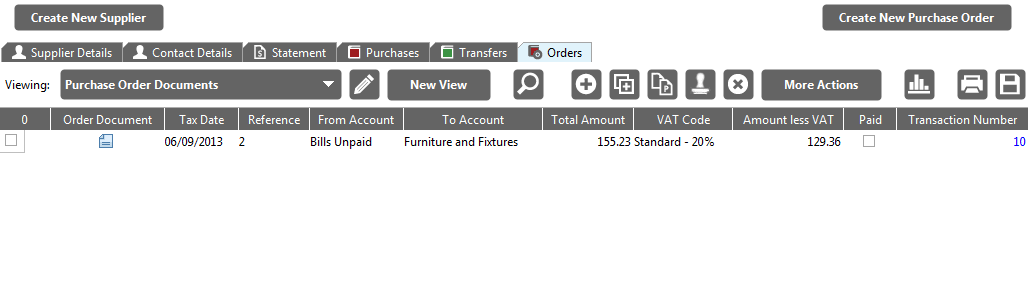 Create New Supplier Create New Purchase Order
Supplier Details Contact Details Statement Purchases Transfers Orders
Viewing: Purchase Order Documents New View More Actions
0 Order Document Tax Date Reference From Account To Account Total Amount VAT Code Amount less VAT Paid Transaction Number
06/09/2013 2 Bills Unpaid Furniture and Fixtures 155.23 Standard - 20% 129.36 10